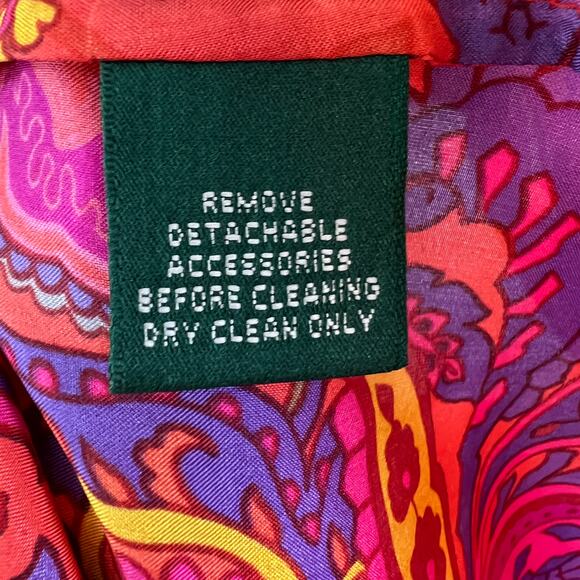 REMOVE
DETACHABLE
ACCESSORIES
BEFORE CLEANING
DRY CLEAN ONLY